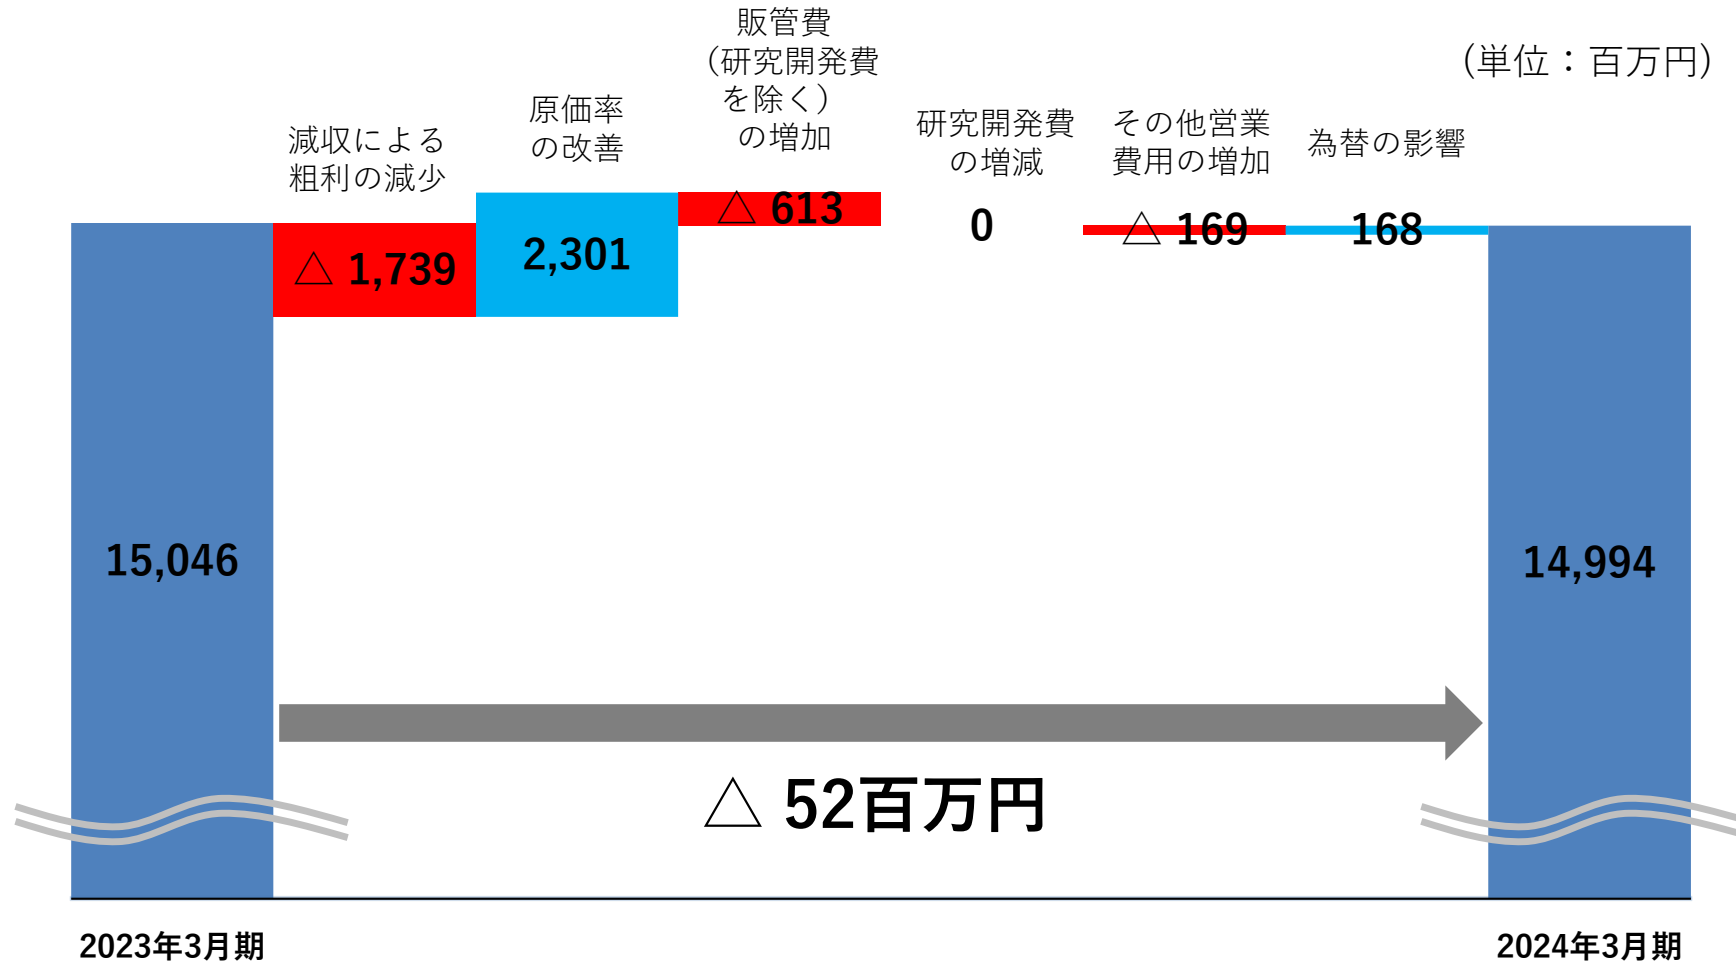 (単位：百万円)
減収による
粗利の減少
原価率
の改善
販管費
（研究開発費
を除く）
の増加
研究開発費
の増減
その他営業
費用の増加
為替の影響
15,046
△ 1,739
2,301
△ 613
0
△ 169
168
14,994
△ 52百万円
2023年3月期
2024年3月期